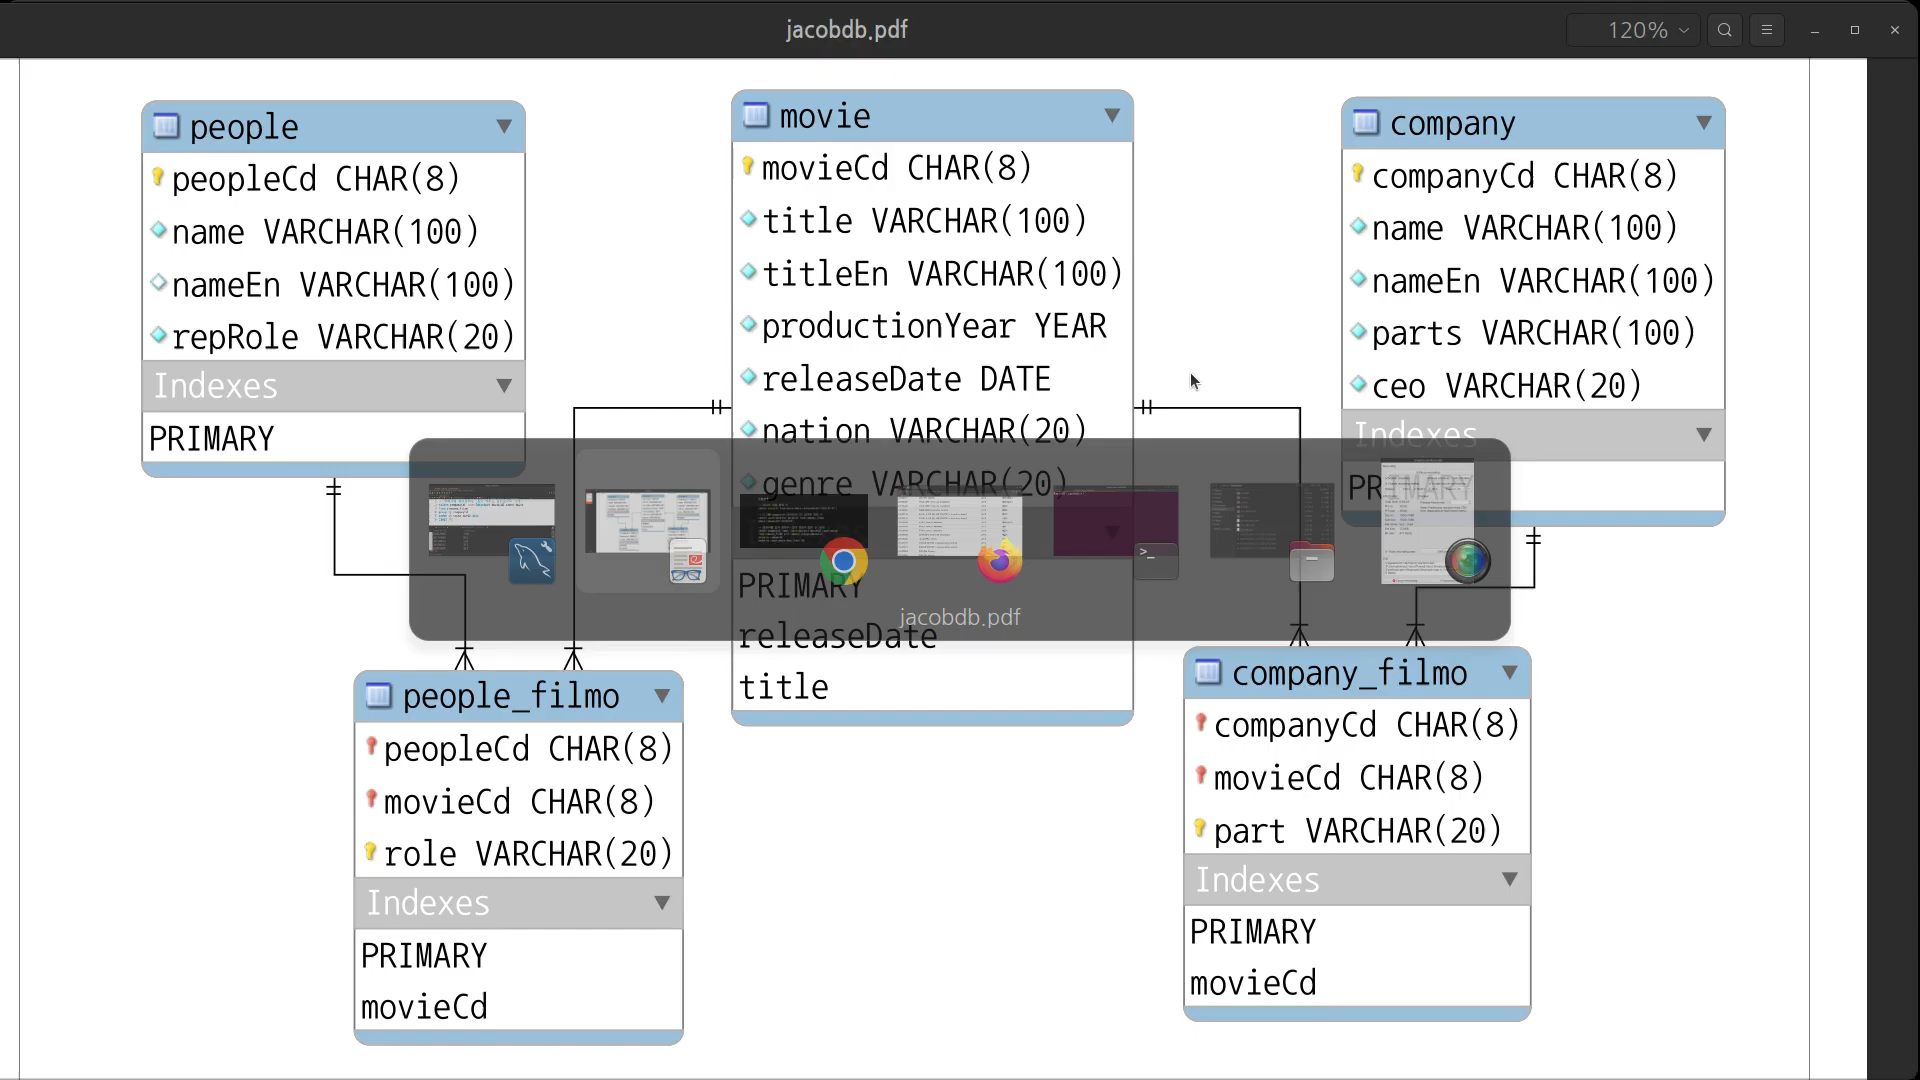 jacobdb.pdf
120%
people
peopleCd CHAR(8)
name VARCHAR(100)
nameEn VARCHAR(100)
repRole VARCHAR(20)
Indexes
PRIMARY
movie
movieCd CHAR(8)
title VARCHAR(100)
titleEn VARCHAR(100)
productionYear YEAR
releaseDate DATE
nation VARCHAR(20)
genre VARCHAR(20)
PRIMARY
releaseDate
title
company
companyCd CHAR(8)
name VARCHAR(100)
nameEn VARCHAR(100)
parts VARCHAR(100)
ceo VARCHAR(20)
Indexes
PRIMARY
jacobdb.pdf
people_filmo
peopleCd CHAR(8)
movieCd CHAR(8)
role VARCHAR(20)
Indexes
PRIMARY
movieCd
company_filmo
companyCd CHAR(8)
movieCd CHAR(8)
part VARCHAR(20)
Indexes
PRIMARY
movieCd